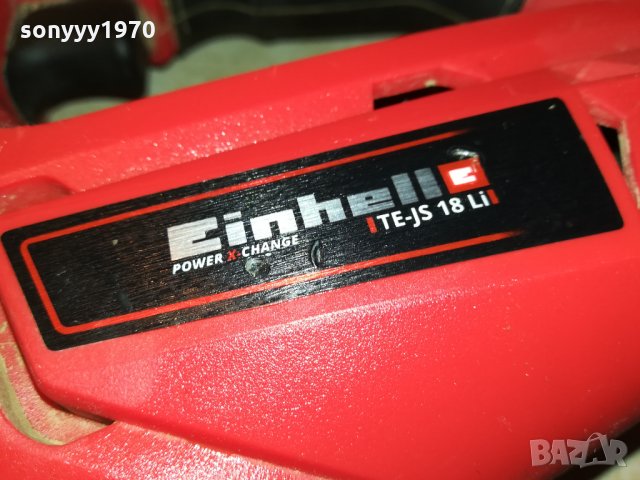 sonyyy1970
Einhell
POWER X-CHANGE
TE-JS 18 Li
BAZAR